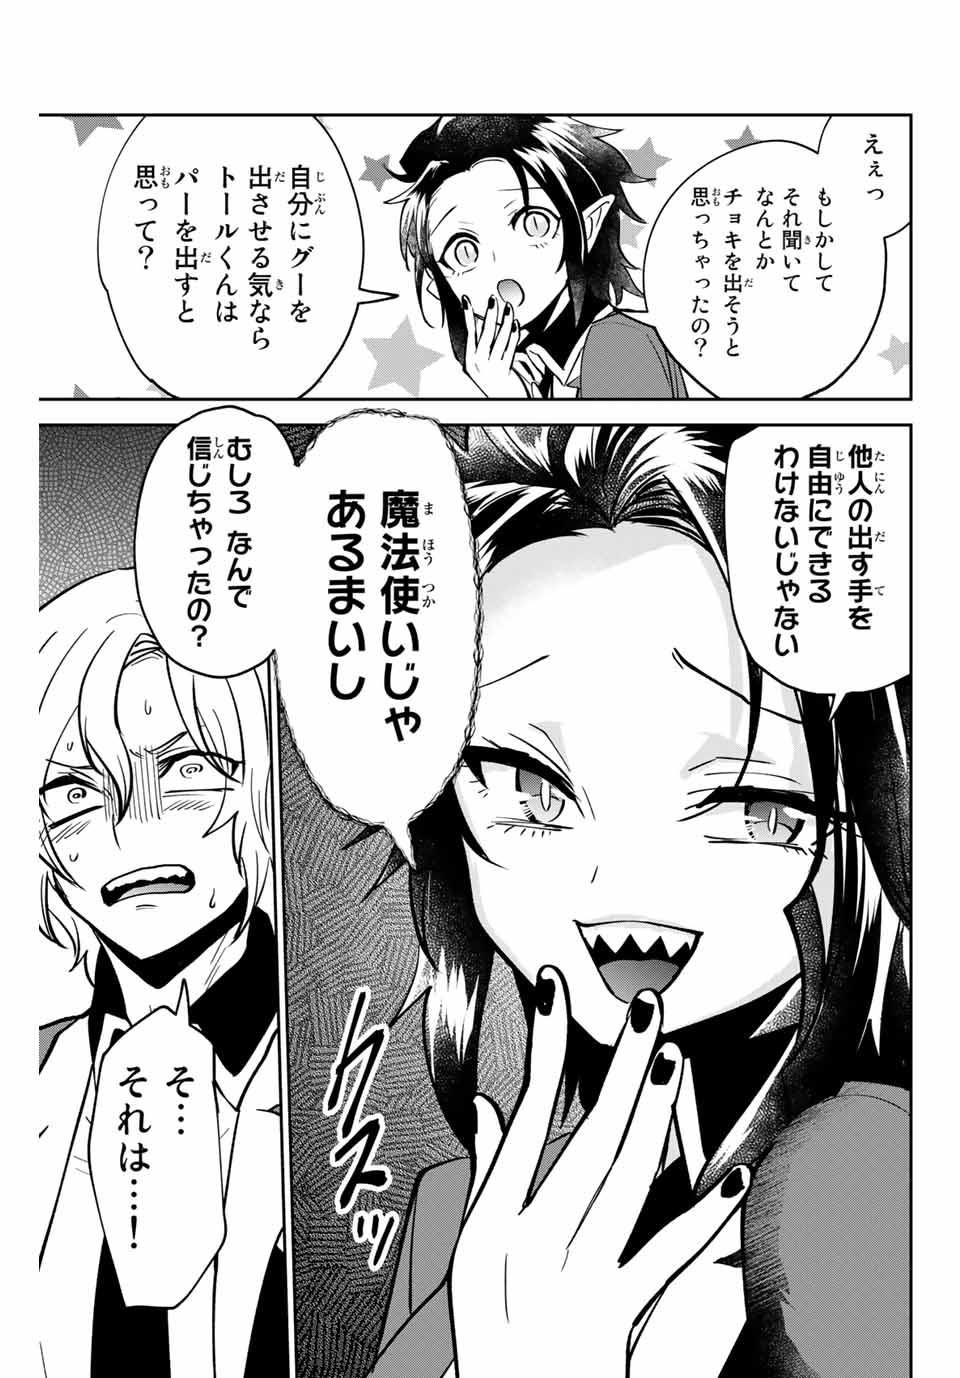 えぇっ
もしかして
それ聞いて
なんとか
チョキを出そうと
思っちゃったの?
自分にグーを
出させる気なら
トールくんは
パーを出すと
思って?
他人の出す手を
自由にできる
わけないじゃない
魔法使いじゃ
あるまいし
むしろ なんで
信じちゃったの?
クスッ
そ…
それは……!